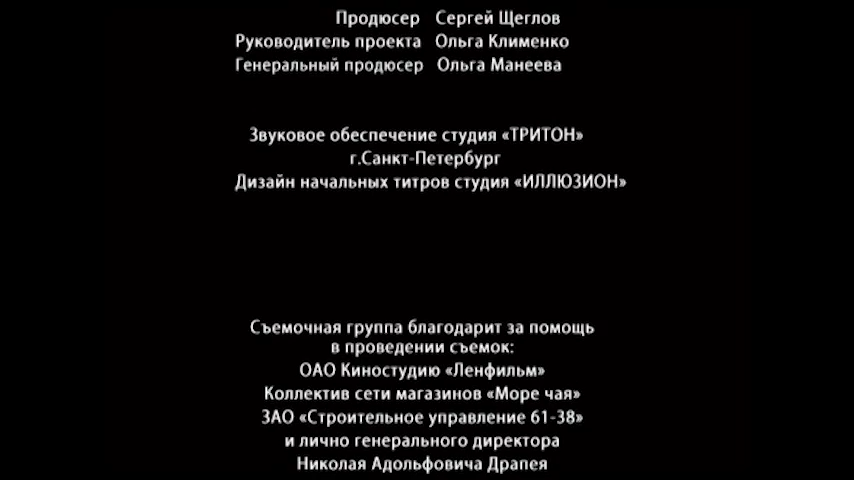 Продюсер Сергей Щеглов
Руководитель проекта Ольга Клименко
Генеральный продюсер Ольга Манеева
Звуковое обеспечение студия «ТРИТОН»
г.Санкт-Петербург
Дизайн начальных титров студия «ИЛЛЮЗИОН»
Съемочная группа благодарит за помощь
в проведении съемок:
ОАО Киностудию «Ленфильм»
Коллектив сети магазинов «Море чая»
ЗАО «Строительное управление 61-38»
и лично генерального директора
Николая Адольфовича Драпея